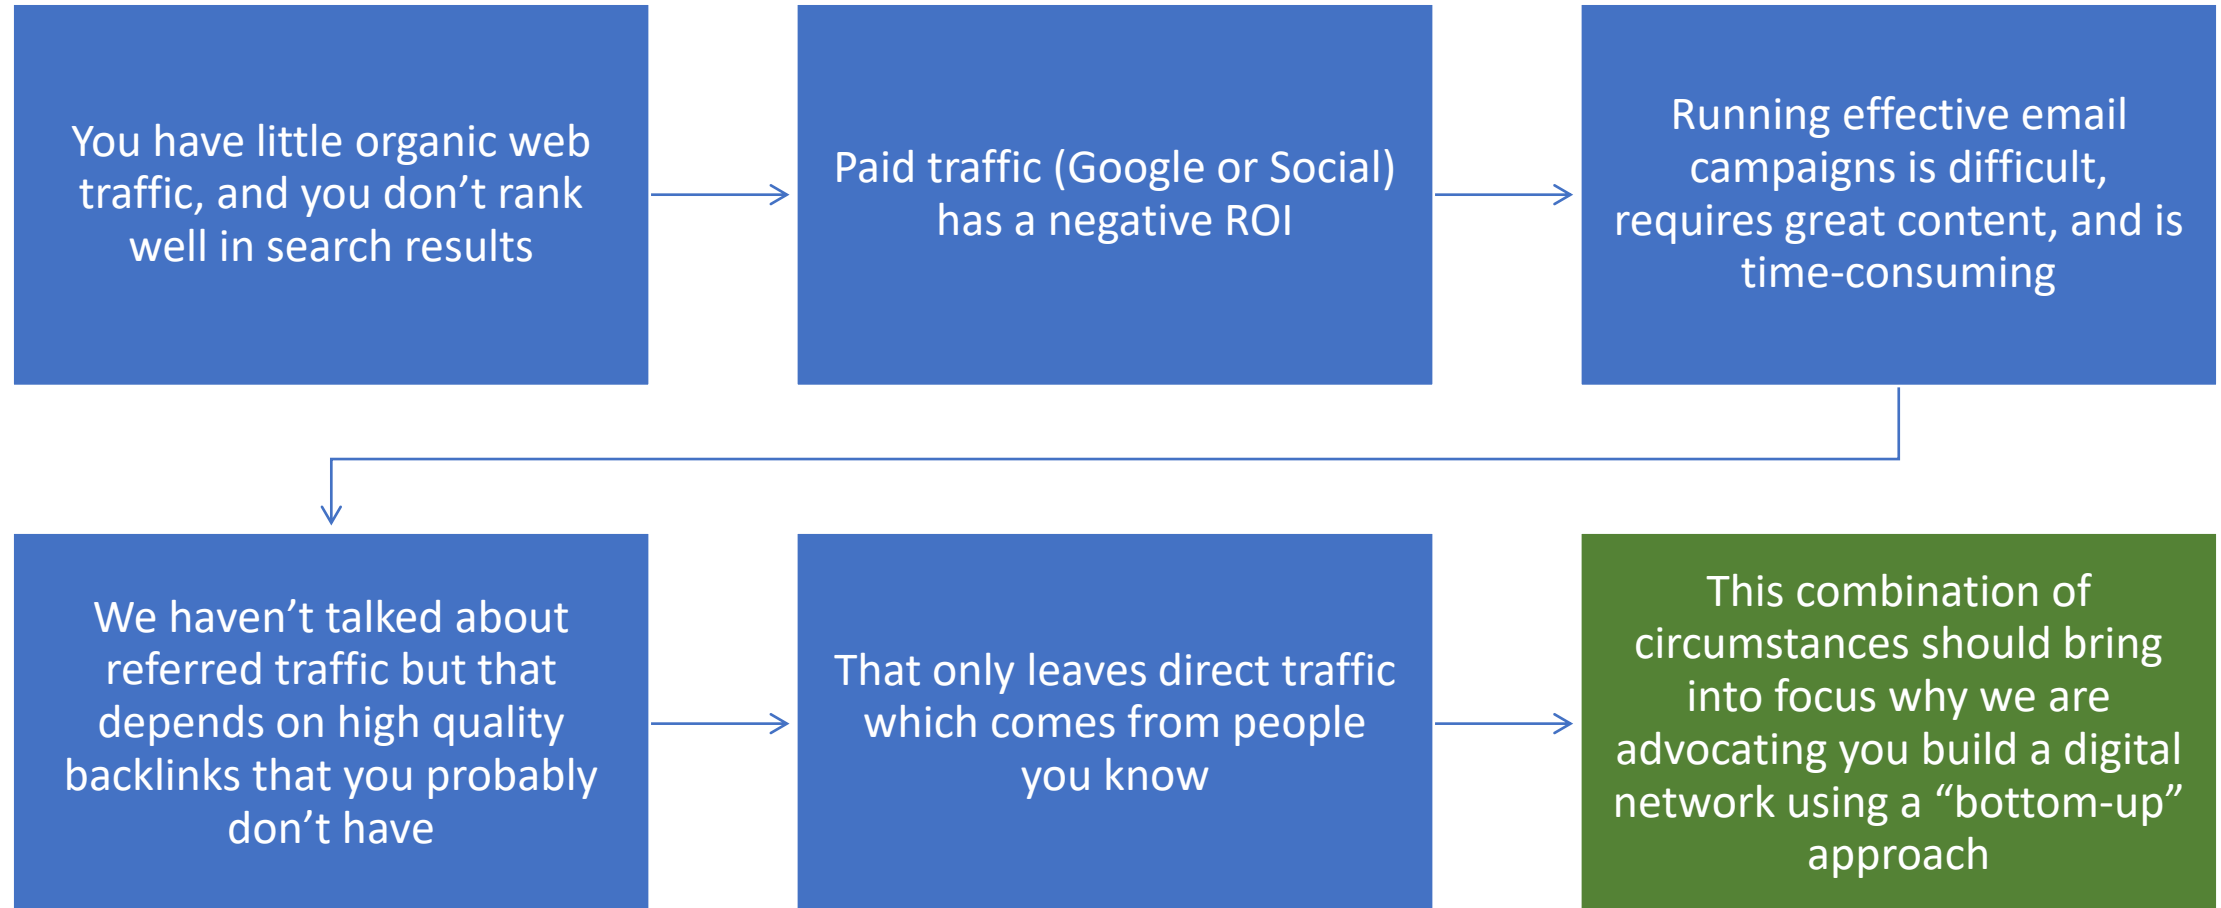 You have little organic web
traffic, and you don’t rank
well in search results
Paid traffic (Google or Social)
has a negative ROI
Running effective email
campaigns is difficult,
requires great content, and is
time-consuming
We haven’t talked about
referred traffic but that
depends on high quality
backlinks that you probably
don’t have
That only leaves direct traffic
which comes from people
you know
This combination of
circumstances should bring
into focus why we are
advocating you build a digital
network using a “bottom-up”
approach